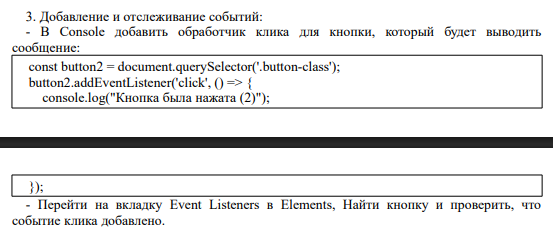 3. Добавление и отслеживание событий:
- В Console добавить обработчик клика для кнопки, который будет выводить
сообщение:
const button2 = document.querySelector('.button-class');
button2.addEventListener('click', () => {
console.log("Кнопка была нажата (2)");
});
- Перейти на вкладку Event Listeners в Elements, Найти кнопку и проверить, что
событие клика добавлено.